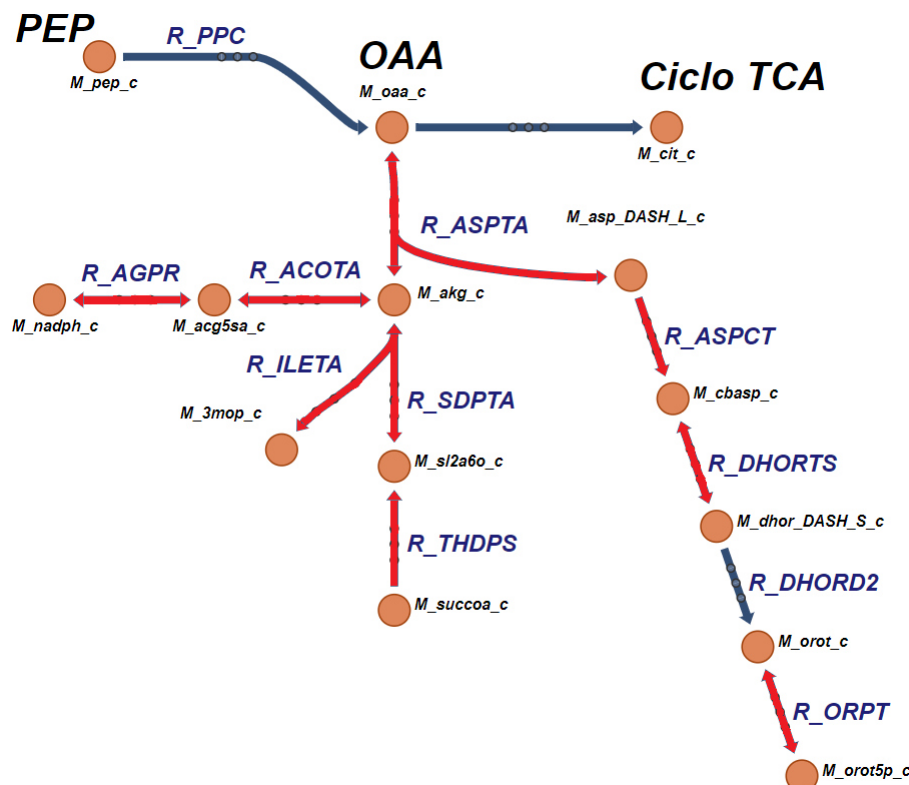 PEP
R_PPC
M_pep_c
OAA
M_oaa_c
Ciclo TCA
M_cit_c
R_ASPTA
M_asp_DASH_L_c
R_AGPR
R_ACOTA
M_akg_c
M_nadph_c
M_acg5sa_c
R_ASPCT
R_ILETA
M_cbasp_c
R_SDPTA
M_3mop_c
M_sl2a6o_c
R_DHORTS
M_dhor_DASH_S_c
R_THDPS
R_DHORD2
M_succoa_c
M_orot_c
R_ORPT
M_orot5p_c